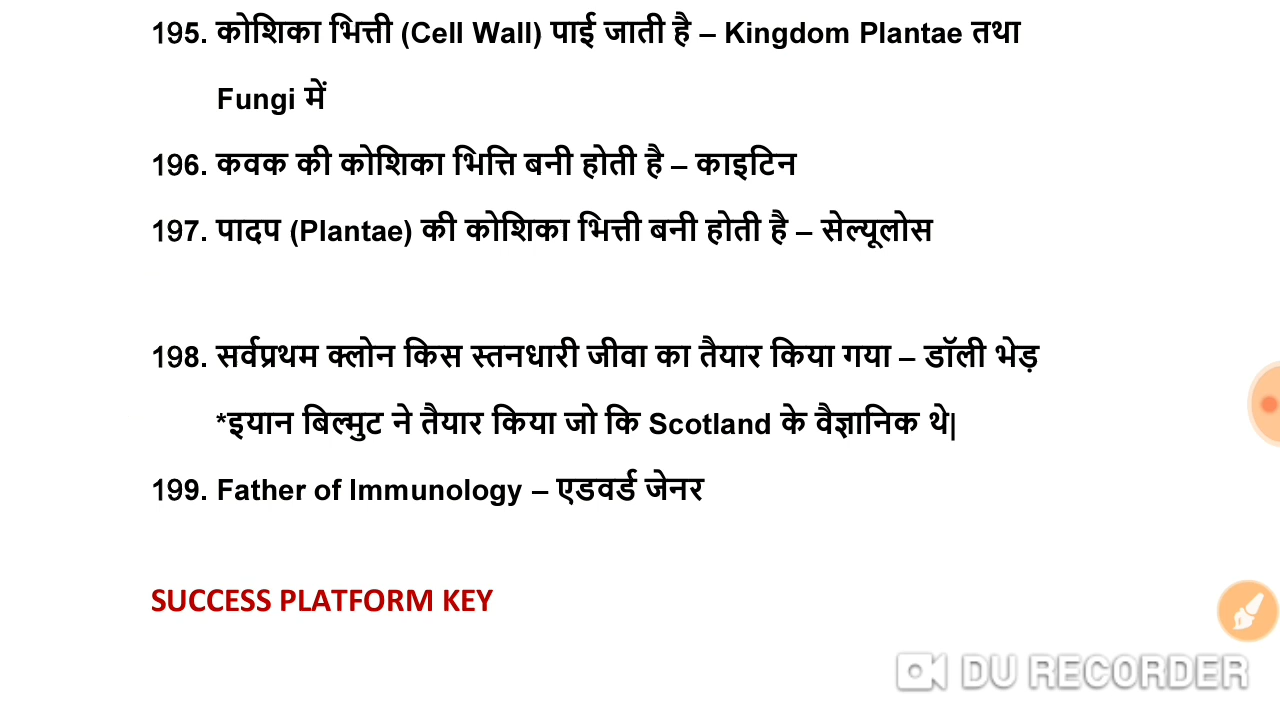 195. कोशिका भित्ती (Cell Wall) पाई जाती है – Kingdom Plantae तथा
Fungi में
196. कवक की कोशिका भित्ति बनी होती है – काइटिन
197. पादप (Plantae) की कोशिका भित्ती बनी होती है – सेल्यूलोस
198. सर्वप्रथम क्लोन किस स्तनधारी जीवा का तैयार किया गया – डॉली भेड़
*इयान बिल्मुट ने तैयार किया जो कि Scotland के वैज्ञानिक थे|
199. Father of Immunology – एडवर्ड जेनर
SUCCESS PLATFORM KEY
DU RECORDER